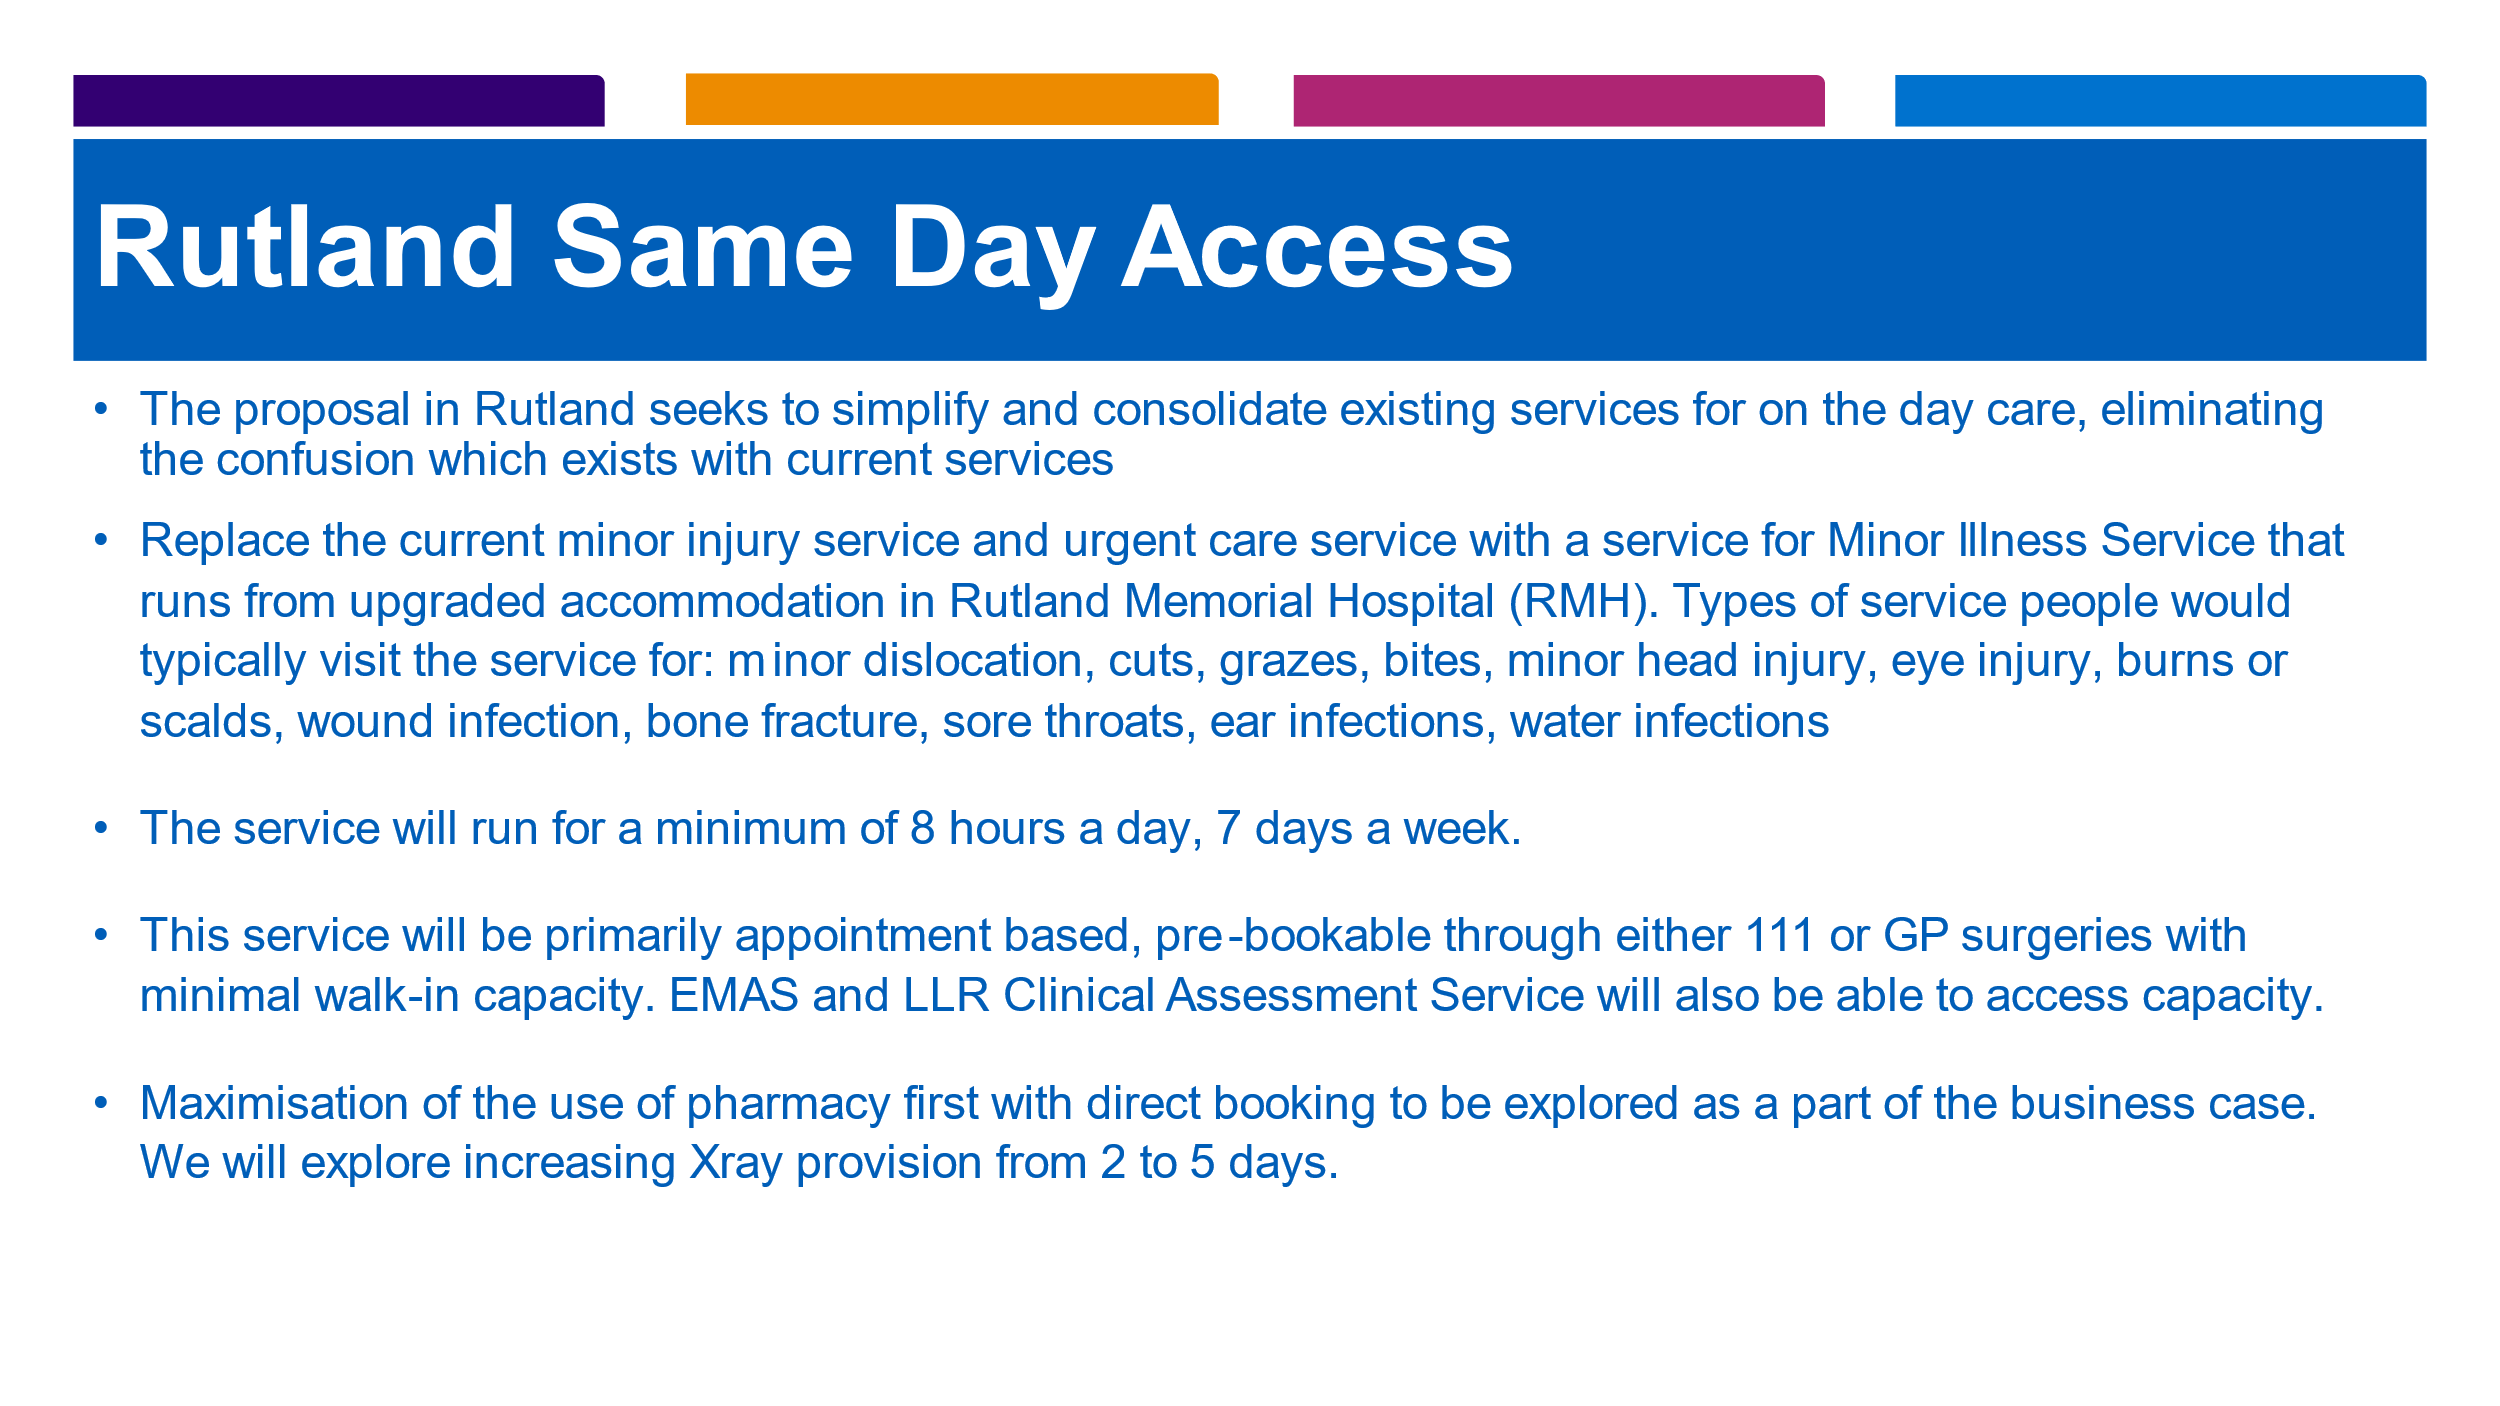 Rutland Same Day Access
• The proposal in Rutland seeks to simplify and consolidate existing services for on the day care, eliminating
the confusion which exists with current services
• Replace the current minor injury service and urgent care service with a service for Minor Illness Service that
runs from upgraded accommodation in Rutland Memorial Hospital (RMH). Types of service people would
typically visit the service for: minor dislocation, cuts, grazes, bites, minor head injury, eye injury, burns or
scalds, wound infection, bone fracture, sore throats, ear infections, water infections
• The service will run for a minimum of 8 hours a day, 7 days a week.
• This service will be primarily appointment based, pre-bookable through either 111 or GP surgeries with
minimal walk-in capacity. EMAS and LLR Clinical Assessment Service will also be able to access capacity.
• Maximisation of the use of pharmacy first with direct booking to be explored as a part of the business case.
We will explore increasing Xray provision from 2 to 5 days.